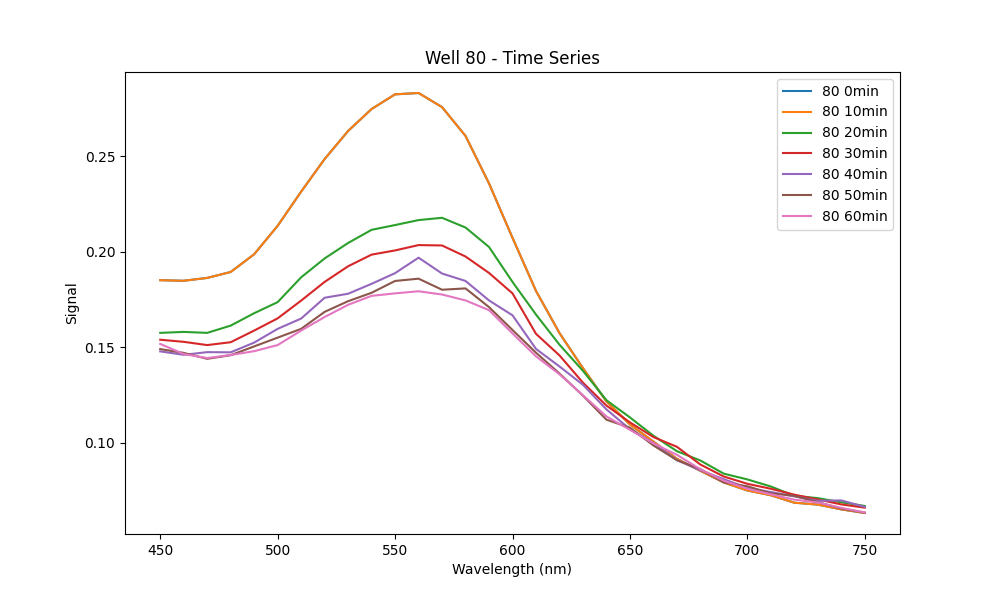 Well 80 - Time Series
80 0min
80 10min
80 20min
80 30min
80 40min
80 50min
80 60min
0.25
0.20
0.15
0.10
Signal
450 500 550 600 650 700 750
Wavelength (nm)